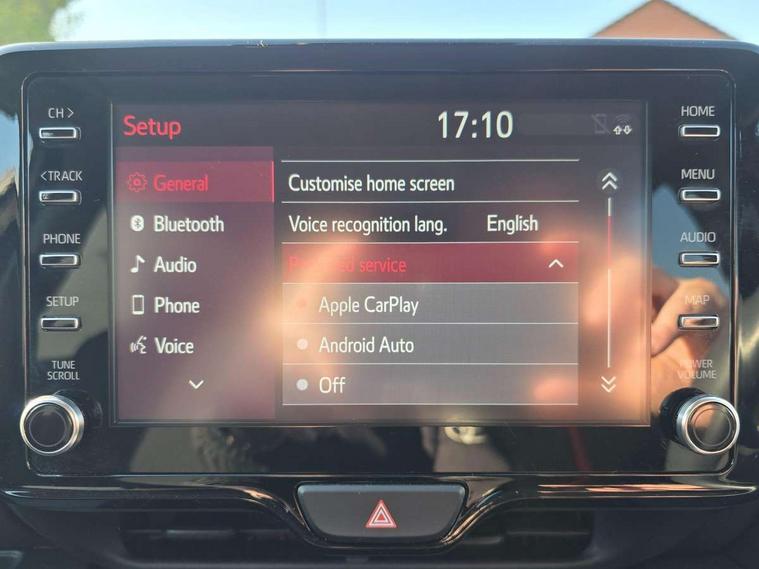 CH >
<TRACK
PHONE
SETUP
TUNE
SCROLL
Setup
17:10
General
Bluetooth
Audio
Phone
Voice
Customise home screen
Voice recognition lang. English
service
Apple CarPlay
Android Auto
Off
HOME
MENU
AUDIO
MAP
POWER
VOLUME